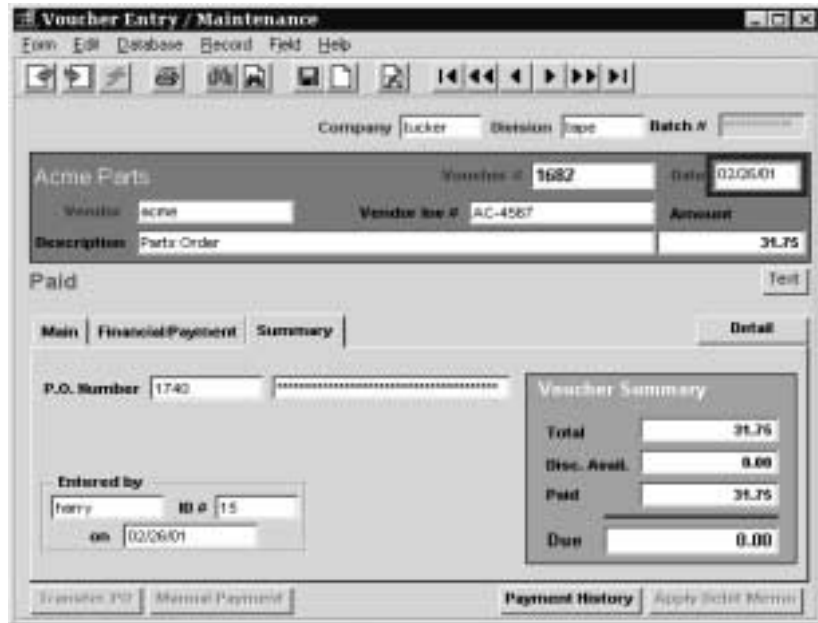 Voucher Entry / Maintenance
Form Edit Database Record Field Help
Company tucker Division tape Batch # **********
Acme Parts Voucher # 1682 Date 02/26/01
Vendor acme Vendor Inv # AC-4567 Amount
Description Parts Order 31.75
Paid Text
Main Financial/Payment Summary Detail
P.O. Number 1740
Voucher Summary
Total 31.75
Disc. Avail. 0.00
Paid 31.75
Due 0.00
Entered by
harry ID # 15
on 02/26/01
Transfer PO Manual Payment Payment History Apply Debit Memo